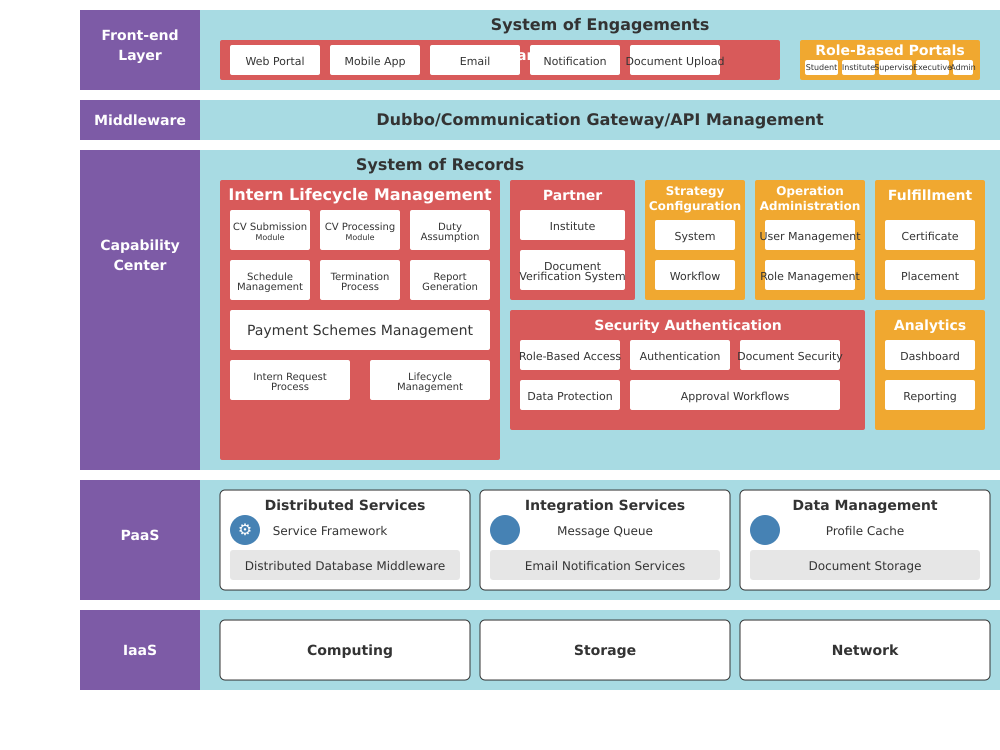 System of Engagements
Front-end
Layer
Web Portal
Mobile App
Email
Notification
Document Upload
Role-Based Portals
Student
Institute
Supervisor
Executive
Admin
Middleware
Dubbo/Communication Gateway/API Management
System of Records
Capability
Center
Intern Lifecycle Management
CV Submission
Module
CV Processing
Module
Duty
Assumption
Schedule
Management
Termination
Process
Report
Generation
Payment Schemes Management
Intern Request
Process
Lifecycle
Management
Partner
Institute
Document
Verification System
Strategy
Configuration
System
Workflow
Operation
Administration
User Management
Role Management
Fulfillment
Certificate
Placement
Security Authentication
Role-Based Access
Authentication
Document Security
Data Protection
Approval Workflows
Analytics
Dashboard
Reporting
PaaS
Distributed Services
⚙
Service Framework
Distributed Database Middleware
Integration Services
Message Queue
Email Notification Services
Data Management
Profile Cache
Document Storage
IaaS
Computing
Storage
Network